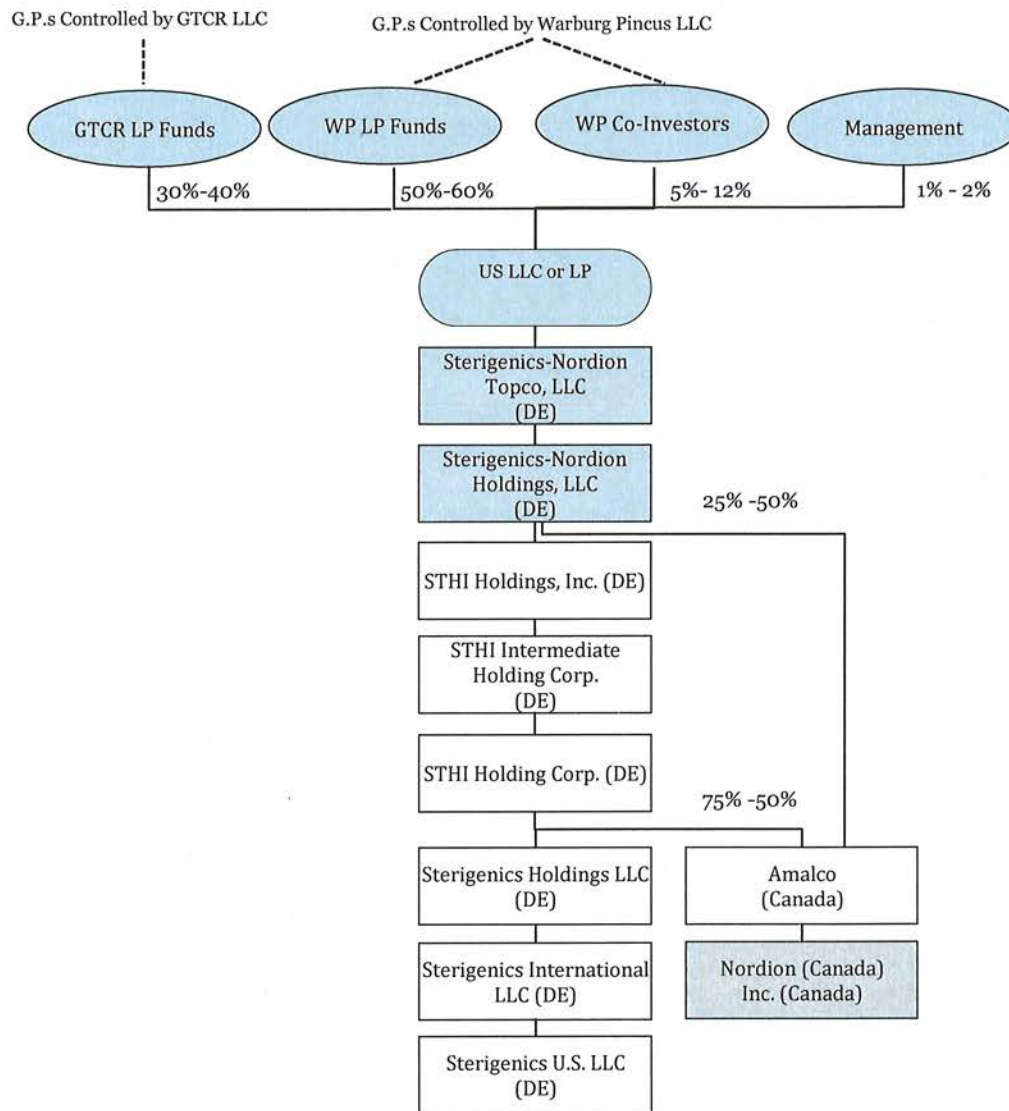 G.P.s Controlled by GTCR LLC
G.P.s Controlled by Warburg Pincus LLC
GTCR LP Funds
WP LP Funds
WP Co-Investors
Management
30%-40%
50%-60%
5%- 12%
1% - 2%
US LLC or LP
Sterigenics-Nordion
Topco, LLC
(DE)
Sterigenics-Nordion
Holdings, LLC
(DE)
25% -50%
STHI Holdings, Inc. (DE)
STHI Intermediate
Holding Corp.
(DE)
STHI Holding Corp. (DE)
75% -50%
Sterigenics Holdings LLC
(DE)
Amalco
(Canada)
Sterigenics International
LLC (DE)
Nordion (Canada)
Inc. (Canada)
Sterigenics U.S. LLC
(DE)